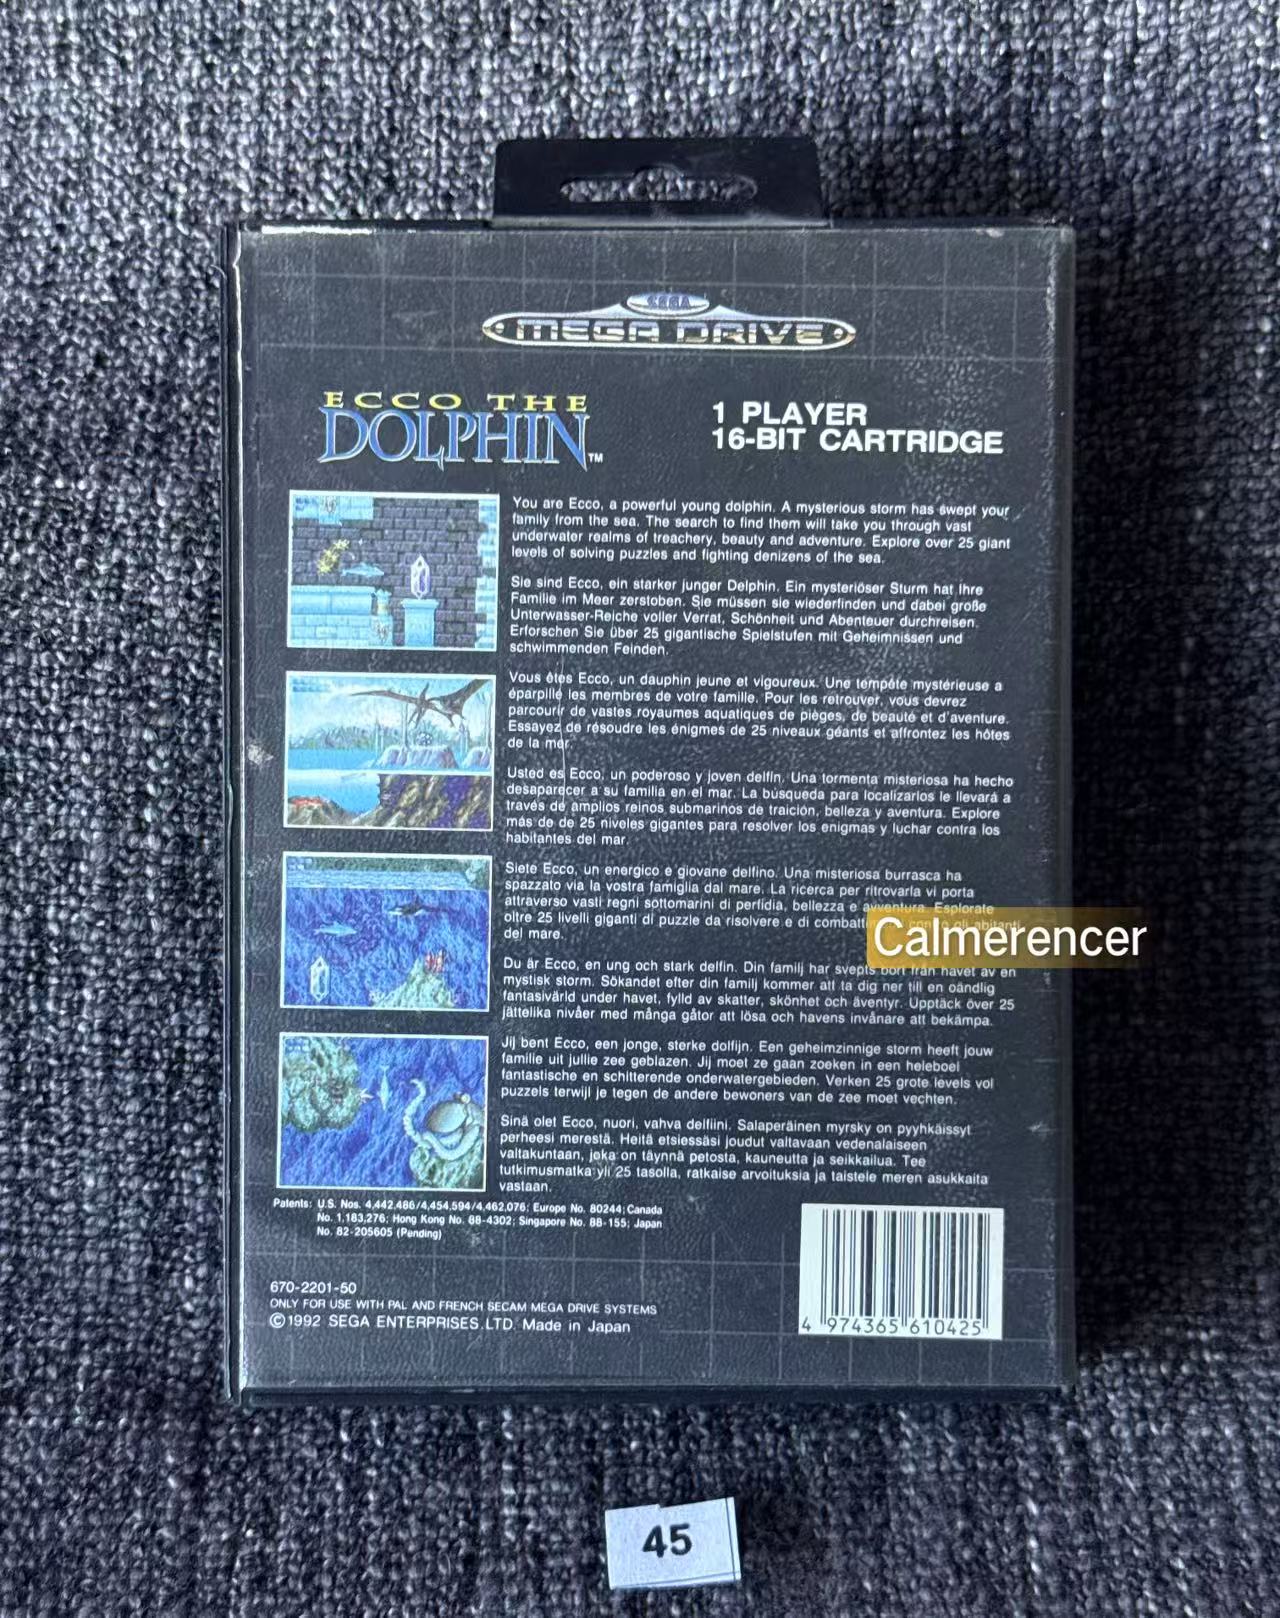 SEGA
MEGA DRIVE
ECCO THE
DOLPHIN™
1 PLAYER
16-BIT CARTRIDGE
You are Ecco, a powerful young dolphin. A mysterious storm has swept your
family from the sea. The search to find them will take you through vast
underwater realms of treachery, beauty and adventure. Explore over 25 giant
levels of solving puzzles and fighting denizens of the sea.
Sie sind Ecco, ein starker junger Delphin. Ein mysteriöser Sturm hat Ihre
Familie im Meer zerstoben. Sie müssen sie wiederfinden und dabei große
Unterwasser-Reiche voller Verrat, Schönheit und Abenteuer durchreisen.
Erforschen Sie über 25 gigantische Spielstufen mit Geheimnissen und
schwimmenden Feinden.
Vous êtes Ecco, un dauphin jeune et vigoureux. Une tempête mystérieuse a
éparpillé les membres de votre famille. Pour les retrouver, vous devrez
parcourir de vastes royaumes aquatiques de pièges, de beauté et d'aventure.
Essayez de résoudre les énigmes de 25 niveaux géants et affrontez les hôtes
de la mer.
Usted es Ecco, un poderoso y joven delfín. Una tormenta misteriosa ha hecho
desaparecer a su familia en el mar. La búsqueda para localizarlos le llevará a
través de amplios reinos submarinos de traición, belleza y aventura. Explore
más de de 25 niveles gigantes para resolver los enigmas y luchar contra los
habitantes del mar.
Siete Ecco, un energico e giovane delfino. Una misteriosa burrasca ha
spazzato via la vostra famiglia dal mare. La ricerca per ritrovarla vi porta
attraverso vasti regni sottomarini di perfidia, bellezza e avventura. Esplorate
oltre 25 livelli giganti di puzzle da risolvere e di combattimenti contro gli abitanti
del mare.
Calmerencer
Du är Ecco, en ung och stark delfin. Din familj har svepts bort från havet av en
mystisk storm. Sökandet efter din familj kommer att ta dig ner till en oändlig
fantasivärld under havet, fylld av skatter, skönhet och äventyr. Upptäck över 25
jättelika nivåer med många gåtor att lösa och havens invånare att bekämpa.
Jij bent Ecco, een jonge, sterke dolfijn. Een geheimzinnige storm heeft jouw
familie uit jullie zee geblazen. Jij moet ze gaan zoeken in een heleboel
fantastische en schitterende onderwatergebieden. Verken 25 grote levels vol
puzzels terwijl je tegen de andere bewoners van de zee moet vechten.
Sinä olet Ecco, nuori, vahva delfiini. Salaperäinen myrsky on pyyhkäissyt
perheesi merestä. Heitä etsiessäsi joudut valtavaan vedenalaiseen
valtakuntaan, joka on täynnä petosta, kauneutta ja seikkailua. Tee
tutkimusmatka yli 25 tasolla, ratkaise arvoituksia ja taistele meren asukkaita
vastaan.
Patents: U.S. Nos. 4,442,486/4,454,594/4,462,076; Europe No. 80244; Canada
No. 1,183,276; Hong Kong No. 88-4302; Singapore No. 88-155; Japan
No. 82-205605 (Pending)
670-2201-50
ONLY FOR USE WITH PAL AND FRENCH SECAM MEGA DRIVE SYSTEMS
©1992 SEGA ENTERPRISES.LTD. Made in Japan
4 974365 610425
45